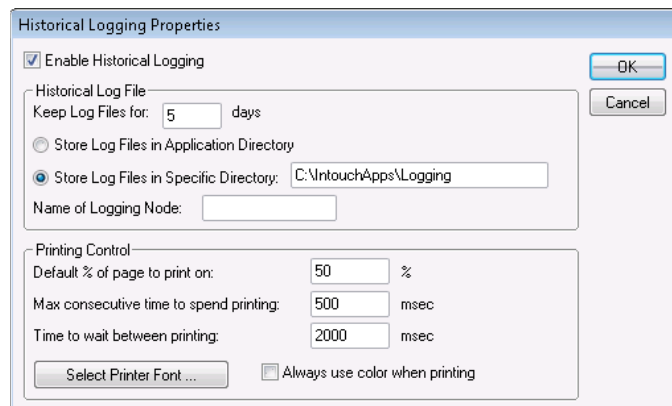 Historical Logging Properties
Enable Historical Logging
OK
Historical Log File
Cancel
Keep Log Files for: 5 days
Store Log Files in Application Directory
Store Log Files in Specific Directory: C:\IntouchApps\Logging
Name of Logging Node:
Printing Control
Default % of page to print on: 50 %
Max consecutive time to spend printing: 500 msec
Time to wait between printing: 2000 msec
Select Printer Font ... Always use color when printing